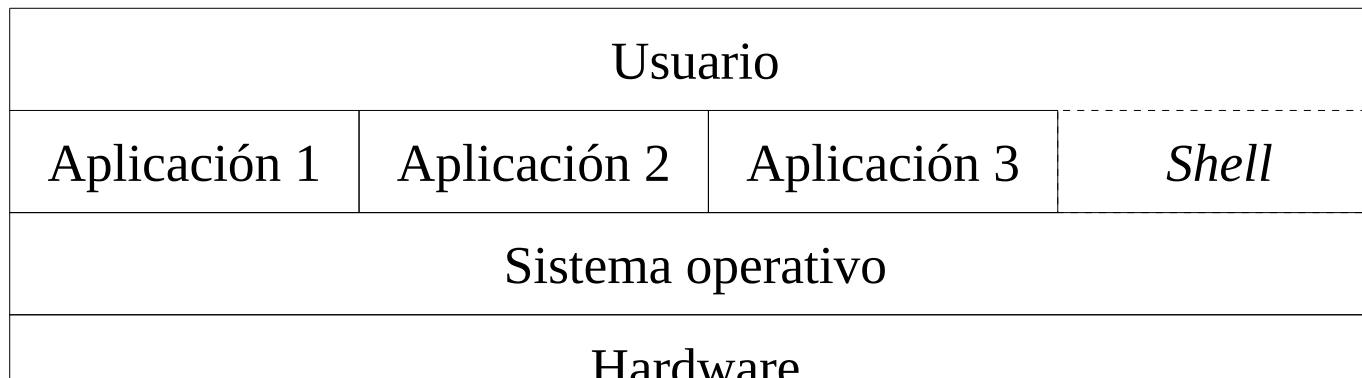 Usuario
Aplicación 1 Aplicación 2 Aplicación 3 Shell
Sistema operativo
Hardware